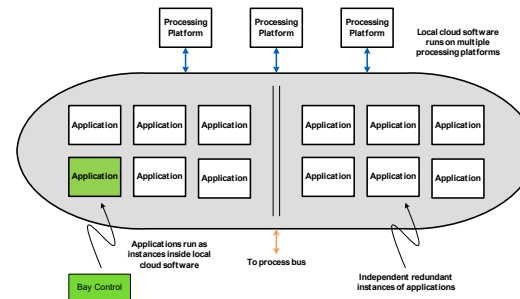 Processing
Platform
Processing
Platform
Processing
Platform
Local cloud software
runs on multiple
processing platforms
Application
Application
Application
Application
Application
Application
Application
Application
Application
Application
Application
Application
Applications run as
instances inside local
cloud software
To process bus
Independent redundant
instances of applications
Bay Control